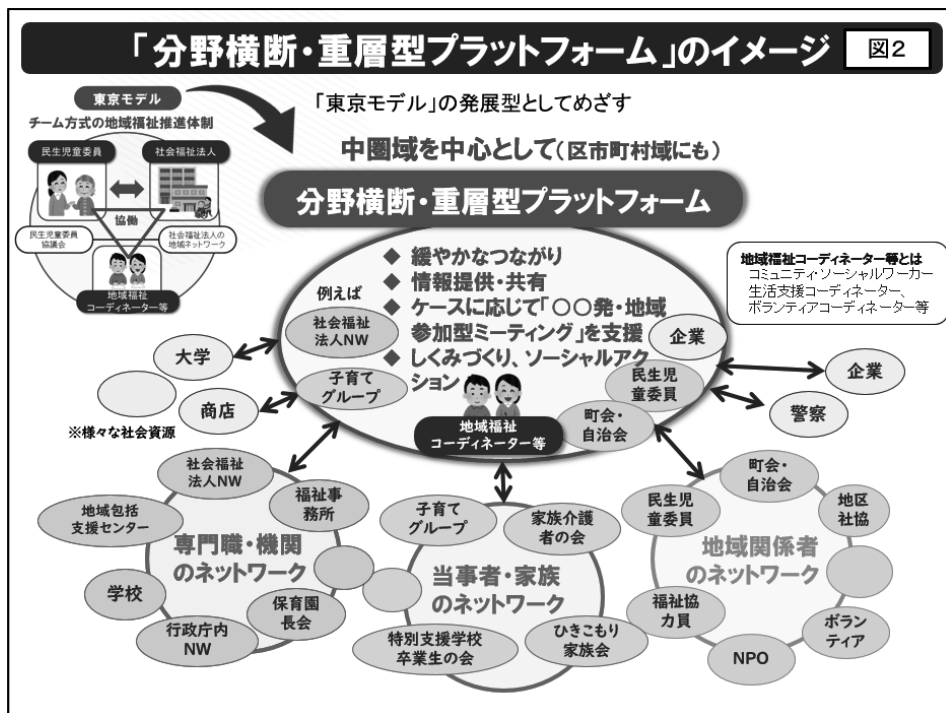 「分野横断・重層型プラットフォーム」のイメージ
図2
東京モデル
チーム方式の地域福祉推進体制
民生児童委員
社会福祉法人
協働
民生児童委員
協議会
社会福祉法人の
地域ネットワーク
地域福祉
コーディネーター等
「東京モデル」の発展型としてめざす
中圏域を中心として(区市町村域にも)
分野横断・重層型プラットフォーム
◆ 緩やかなつながり
◆ 情報提供・共有
◆ ケースに応じて「○○発・地域
参加型ミーティング」を支援
◆ しくみづくり、ソーシャルアク
ション
例えば
社会福祉
法人NW
子育て
グループ
企業
民生児
童委員
町会・
自治会
地域福祉
コーディネーター等
地域福祉コーディネーター等とは
コミュニティ・ソーシャルワーカー
生活支援コーディネーター、
ボランティアコーディネーター等
大学
商店
※様々な社会資源
企業
警察
社会福祉
法人NW
福祉事
務所
地域包括
支援センター
専門職・機関
のネットワーク
学校
保育園
長会
行政庁内
NW
子育て
グループ
家族介護
者の会
当事者・家族
のネットワーク
特別支援学校
卒業生の会
ひきこもり
家族会
町会・
自治会
民生児
童委員
地区
社協
地域関係者
のネットワーク
福祉協
力員
ボラン
ティア
NPO